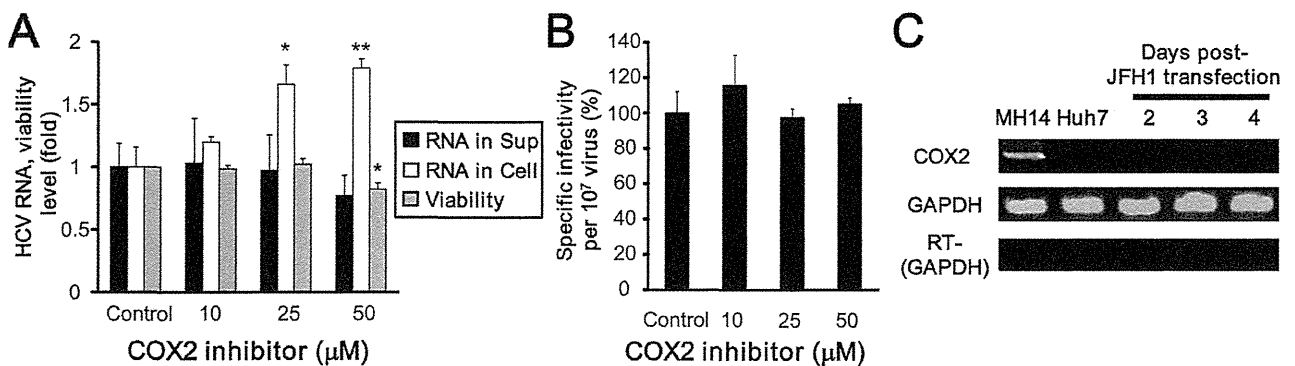 A
HCV RNA, viability
level (fold)
2
1.5
1
0.5
0
* **
*
RNA in Sup
RNA in Cell
Viability
Control 10 25 50
COX2 inhibitor (μM)
B
Specific infectivity
per 10⁷ virus (%)
140
120
100
80
60
40
20
0
Control 10 25 50
COX2 inhibitor (μM)
C
Days post-
JFH1 transfection
MH14 Huh7 2 3 4
COX2
GAPDH
RT-
(GAPDH)